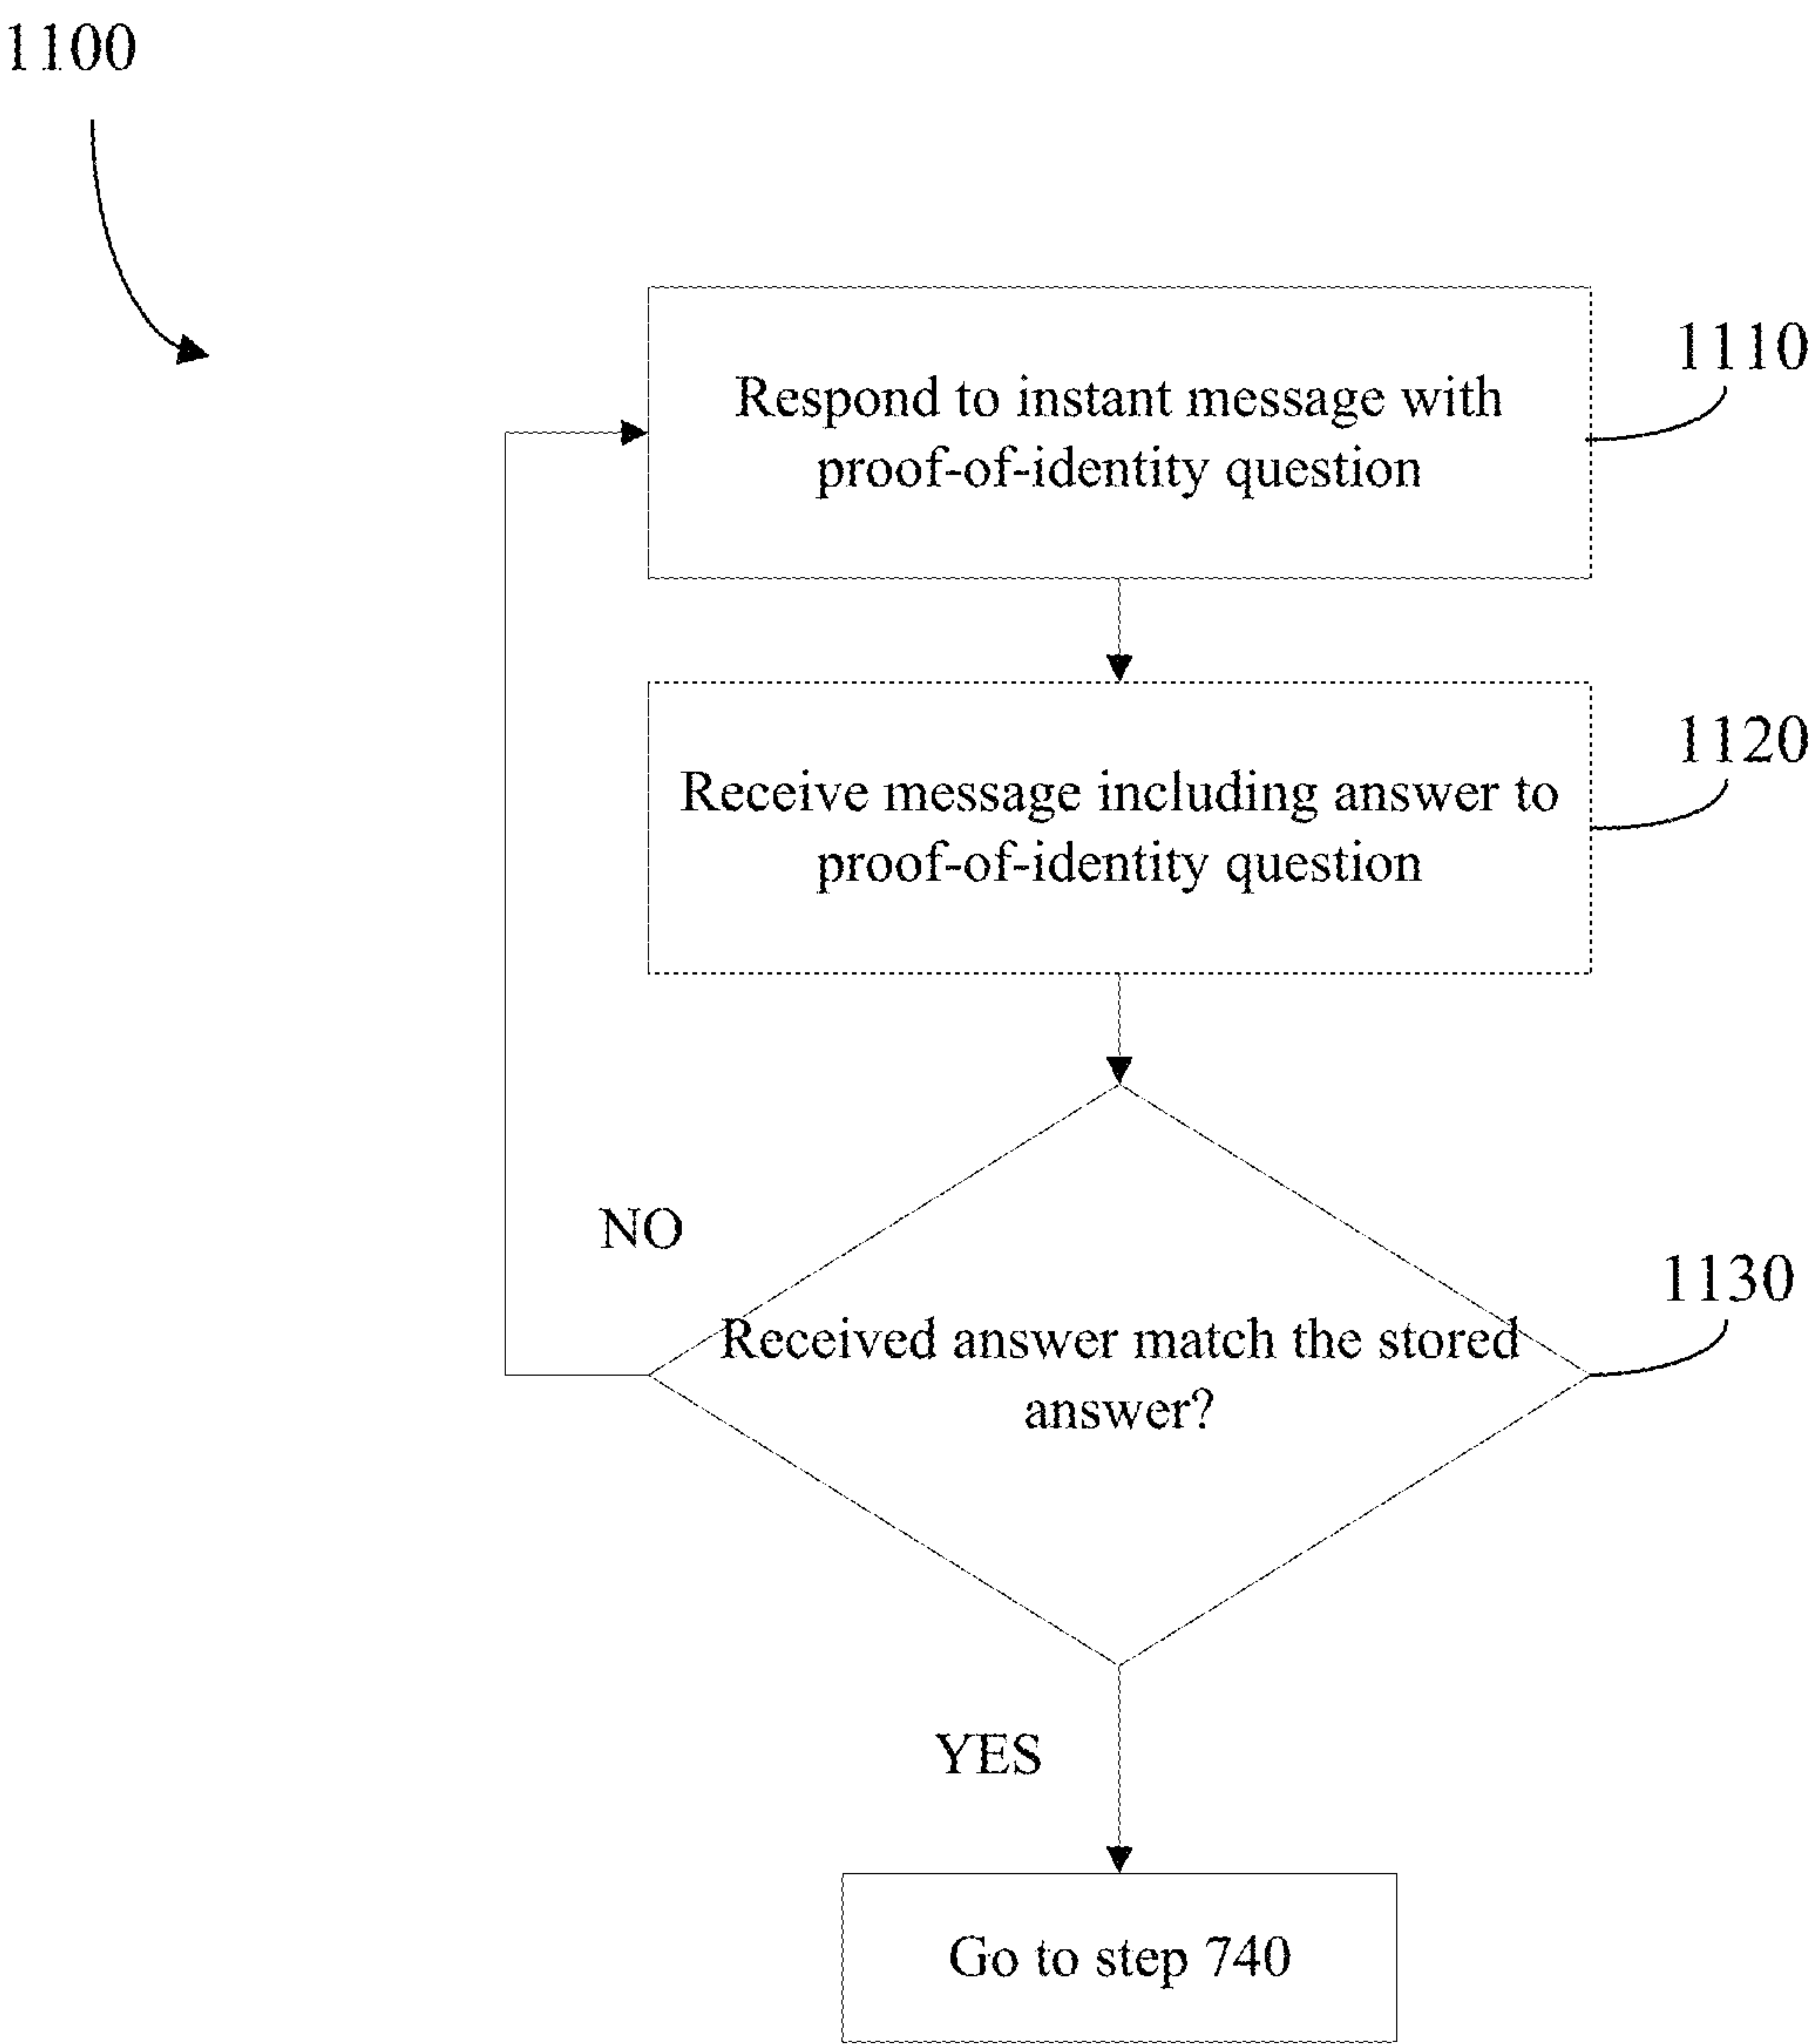 1100
1110
Respond to instant message with
proof-of-identity question
1120
Receive message including answer to
proof-of-identity question
NO
1130
Received answer match the stored
answer?
YES
Go to step 740